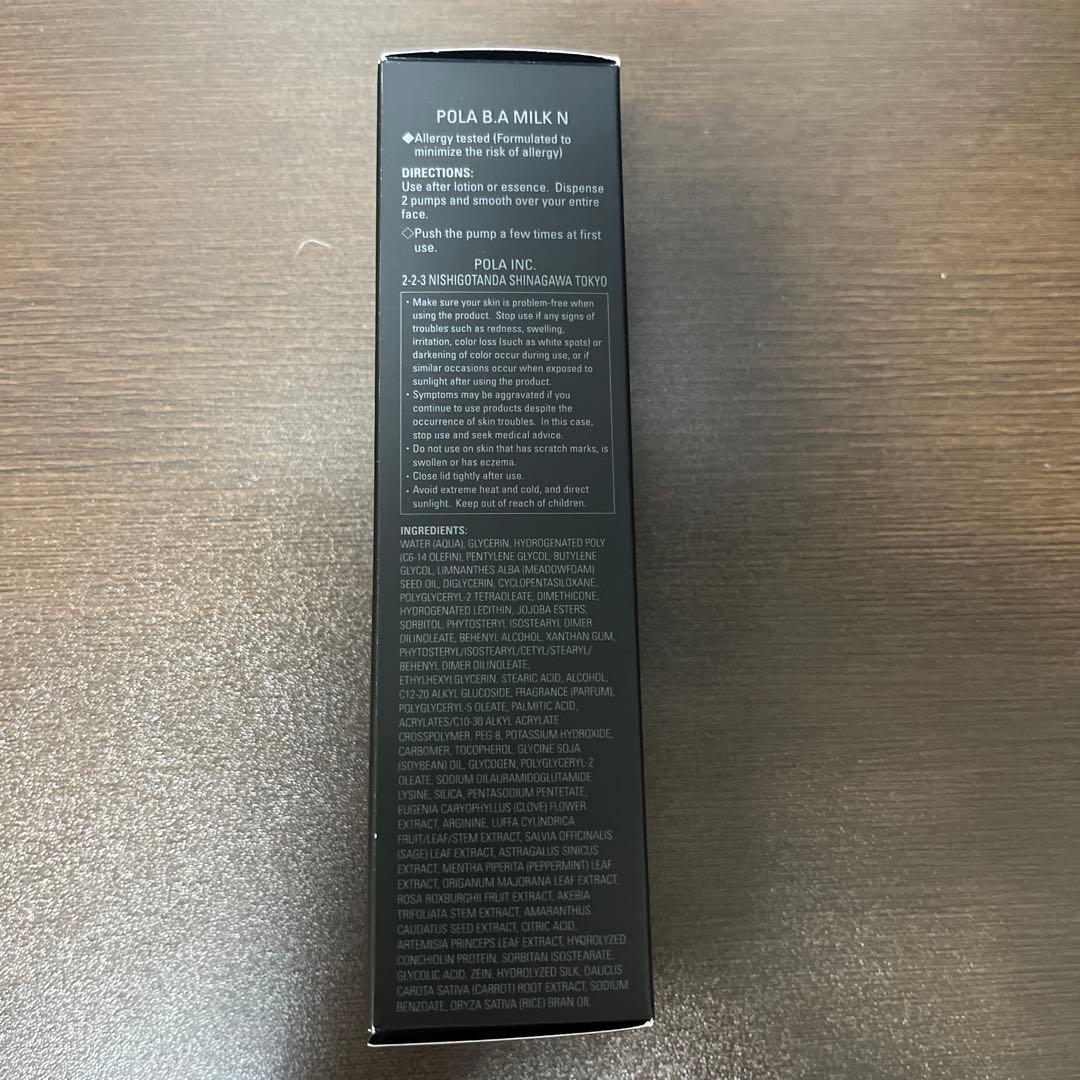 POLA B.A MILK N
◆Allergy tested (Formulated to
minimize the risk of allergy)
DIRECTIONS:
Use after lotion or essence. Dispense
2 pumps and smooth over your entire
face.
◇Push the pump a few times at first
use.
POLA INC.
2-2-3 NISHIGOTANDA SHINAGAWA TOKYO
• Make sure your skin is problem-free when
using the product. Stop use if any signs of
troubles such as redness, swelling,
irritation, color loss (such as white spots) or
darkening of color occur during use, or if
similar occasions occur when exposed to
sunlight after using the product.
• Symptoms may be aggravated if you
continue to use products despite the
occurrence of skin troubles. In this case,
stop use and seek medical advice.
• Do not use on skin that has scratch marks, is
swollen or has eczema.
• Close lid tightly after use.
• Avoid extreme heat and cold, and direct
sunlight. Keep out of reach of children.
INGREDIENTS:
WATER (AQUA), GLYCERIN, HYDROGENATED POLY
(C6-14 OLEFIN), PENTYLENE GLYCOL, BUTYLENE
GLYCOL, LIMNANTHES ALBA (MEADOWFOAM)
SEED OIL, DIGLYCERIN, CYCLOPENTASILOXANE,
POLYGLYCERYL-2 TETRAOLEATE, DIMETHICONE,
HYDROGENATED LECITHIN, JOJOBA ESTERS,
SORBITOL, PHYTOSTERYL ISOSTEARYL DIMER
DILINOLEATE, BEHENYL ALCOHOL, XANTHAN GUM,
PHYTOSTERYL/ISOSTEARYL/CETYL/STEARYL/
BEHENYL DIMER DILINOLEATE,
ETHYLHEXYLGLYCERIN, STEARIC ACID, ALCOHOL,
C12-20 ALKYL GLUCOSIDE, FRAGRANCE (PARFUM),
POLYGLYCERYL-5 OLEATE, PALMITIC ACID,
ACRYLATES/C10-30 ALKYL ACRYLATE
CROSSPOLYMER, PEG-8, POTASSIUM HYDROXIDE,
CARBOMER, TOCOPHEROL, GLYCINE SOJA
(SOYBEAN) OIL, GLYCOGEN, POLYGLYCERYL-2
OLEATE, SODIUM DILAURAMIDOGLUTAMIDE
LYSINE, SILICA, PENTASODIUM PENTETATE,
EUGENIA CARYOPHYLLUS (CLOVE) FLOWER
EXTRACT, ARGININE, LUFFA CYLINDRICA
FRUIT/LEAF/STEM EXTRACT, SALVIA OFFICINALIS
(SAGE) LEAF EXTRACT, ASTRAGALUS SINICUS
EXTRACT, MENTHA PIPERITA (PEPPERMINT) LEAF
EXTRACT, ORIGANUM MAJORANA LEAF EXTRACT,
ROSA ROXBURGHII FRUIT EXTRACT, AKEBIA
TRIFOLIATA STEM EXTRACT, AMARANTHUS
CAUDATUS SEED EXTRACT, CITRIC ACID,
ARTEMISIA PRINCEPS LEAF EXTRACT, HYDROLYZED
CONCHIOLIN PROTEIN, SORBITAN ISOSTEARATE,
GLYCOLIC ACID, ZEIN, HYDROLYZED SILK, DAUCUS
CAROTA SATIVA (CARROT) ROOT EXTRACT, SODIUM
BENZOATE, ORYZA SATIVA (RICE) BRAN OIL